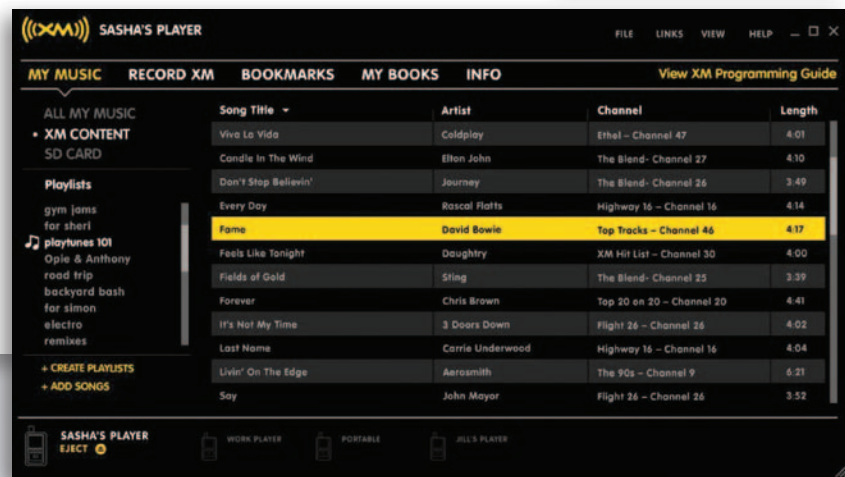 ((XM)) SASHA'S PLAYER FILE LINKS VIEW HELP
MY MUSIC RECORD XM BOOKMARKS MY BOOKS INFO View XM Programming Guide
ALL MY MUSIC
• XM CONTENT
SD CARD
Playlists
gym jams
for sheri
playtunes 101
Opie & Anthony
road trip
backyard bash
for simon
electro
remixes
+ CREATE PLAYLISTS
+ ADD SONGS
Song Title Artist Channel Length
Viva La Vida Coldplay Ethel – Channel 47 4:01
Candle In The Wind Elton John The Blend- Channel 27 4:10
Don't Stop Believin' Journey The Blend- Channel 26 3:49
Every Day Rascal Flatts Highway 16 – Channel 16 4:14
Fame David Bowie Top Tracks – Channel 46 4:17
Feels Like Tonight Daughtry XM Hit List – Channel 30 4:00
Fields of Gold Sting The Blend- Channel 25 3:39
Forever Chris Brown Top 20 on 20 – Channel 20 4:41
It's Not My Time 3 Doors Down Flight 26 – Channel 26 4:02
Last Name Carrie Underwood Highway 16 – Channel 16 4:04
Livin' On The Edge Aerosmith The 90s – Channel 9 6:21
Say John Mayor Flight 26 – Channel 26 3:52
SASHA'S PLAYER
EJECT
WORK PLAYER PORTABLE JILL'S PLAYER